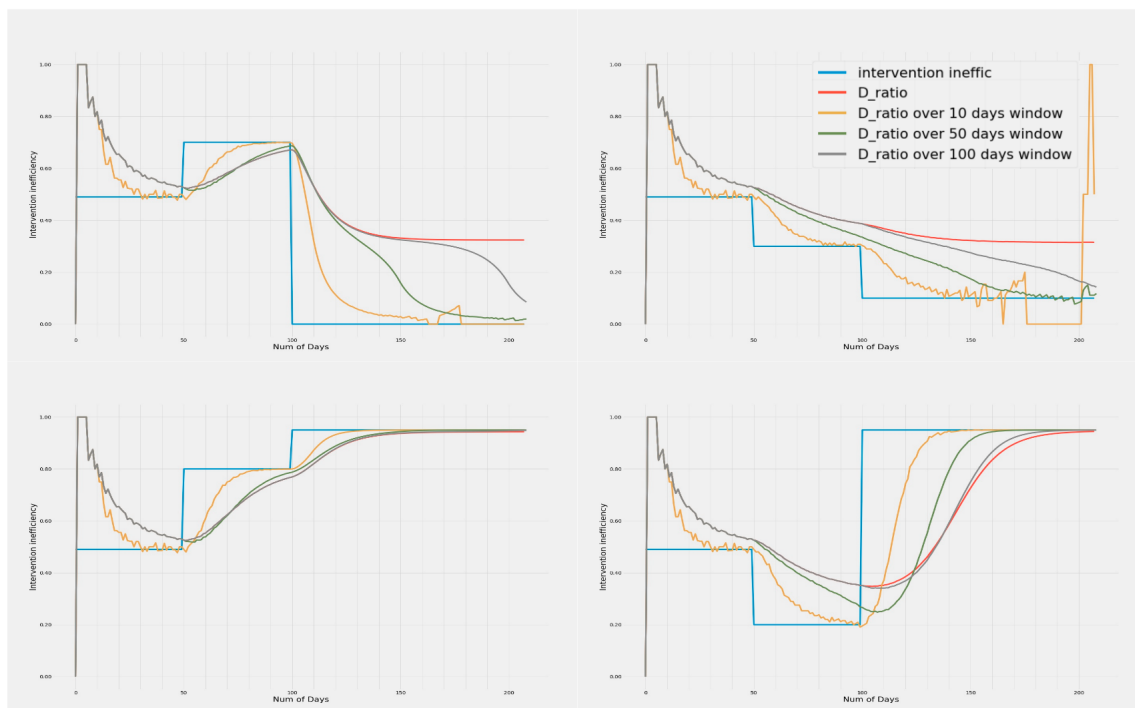 1.00
0.80
0.60
0.40
0.20
0.00
Intervention inefficiency
0 50 100 150 200
Num of Days
1.00
0.80
0.60
0.40
0.20
0.00
Intervention inefficiency
0 50 100 150 200
Num of Days
intervention ineffic
D_ratio
D_ratio over 10 days window
D_ratio over 50 days window
D_ratio over 100 days window
1.00
0.80
0.60
0.40
0.20
0.00
Intervention inefficiency
0 50 100 150 200
Num of Days
1.00
0.80
0.60
0.40
0.20
0.00
Intervention inefficiency
0 50 100 150 200
Num of Days